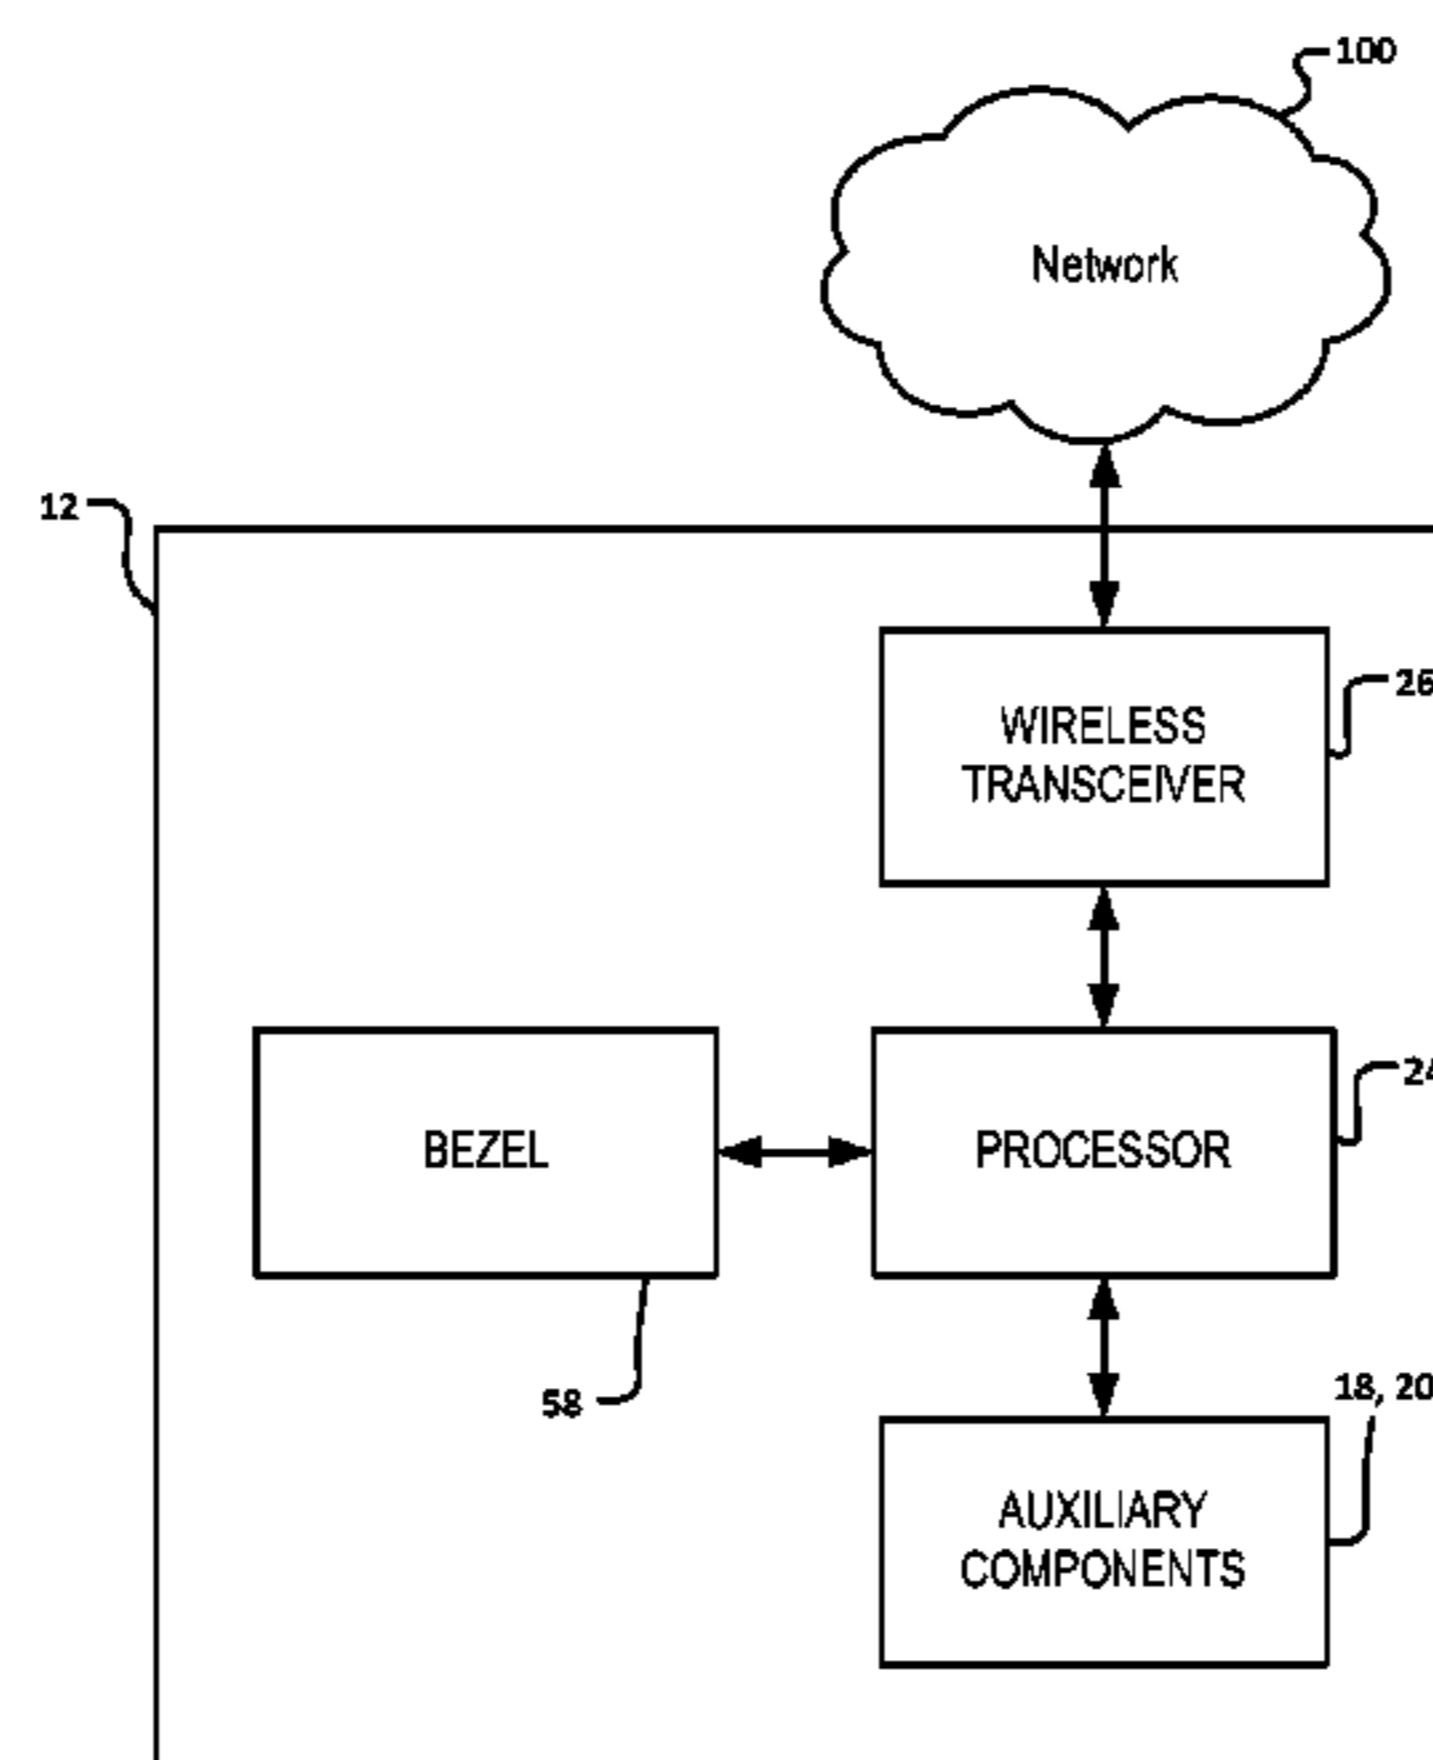 100
Network
12
26
WIRELESS
TRANSCEIVER
24
BEZEL
PROCESSOR
58
18, 20
AUXILIARY
COMPONENTS